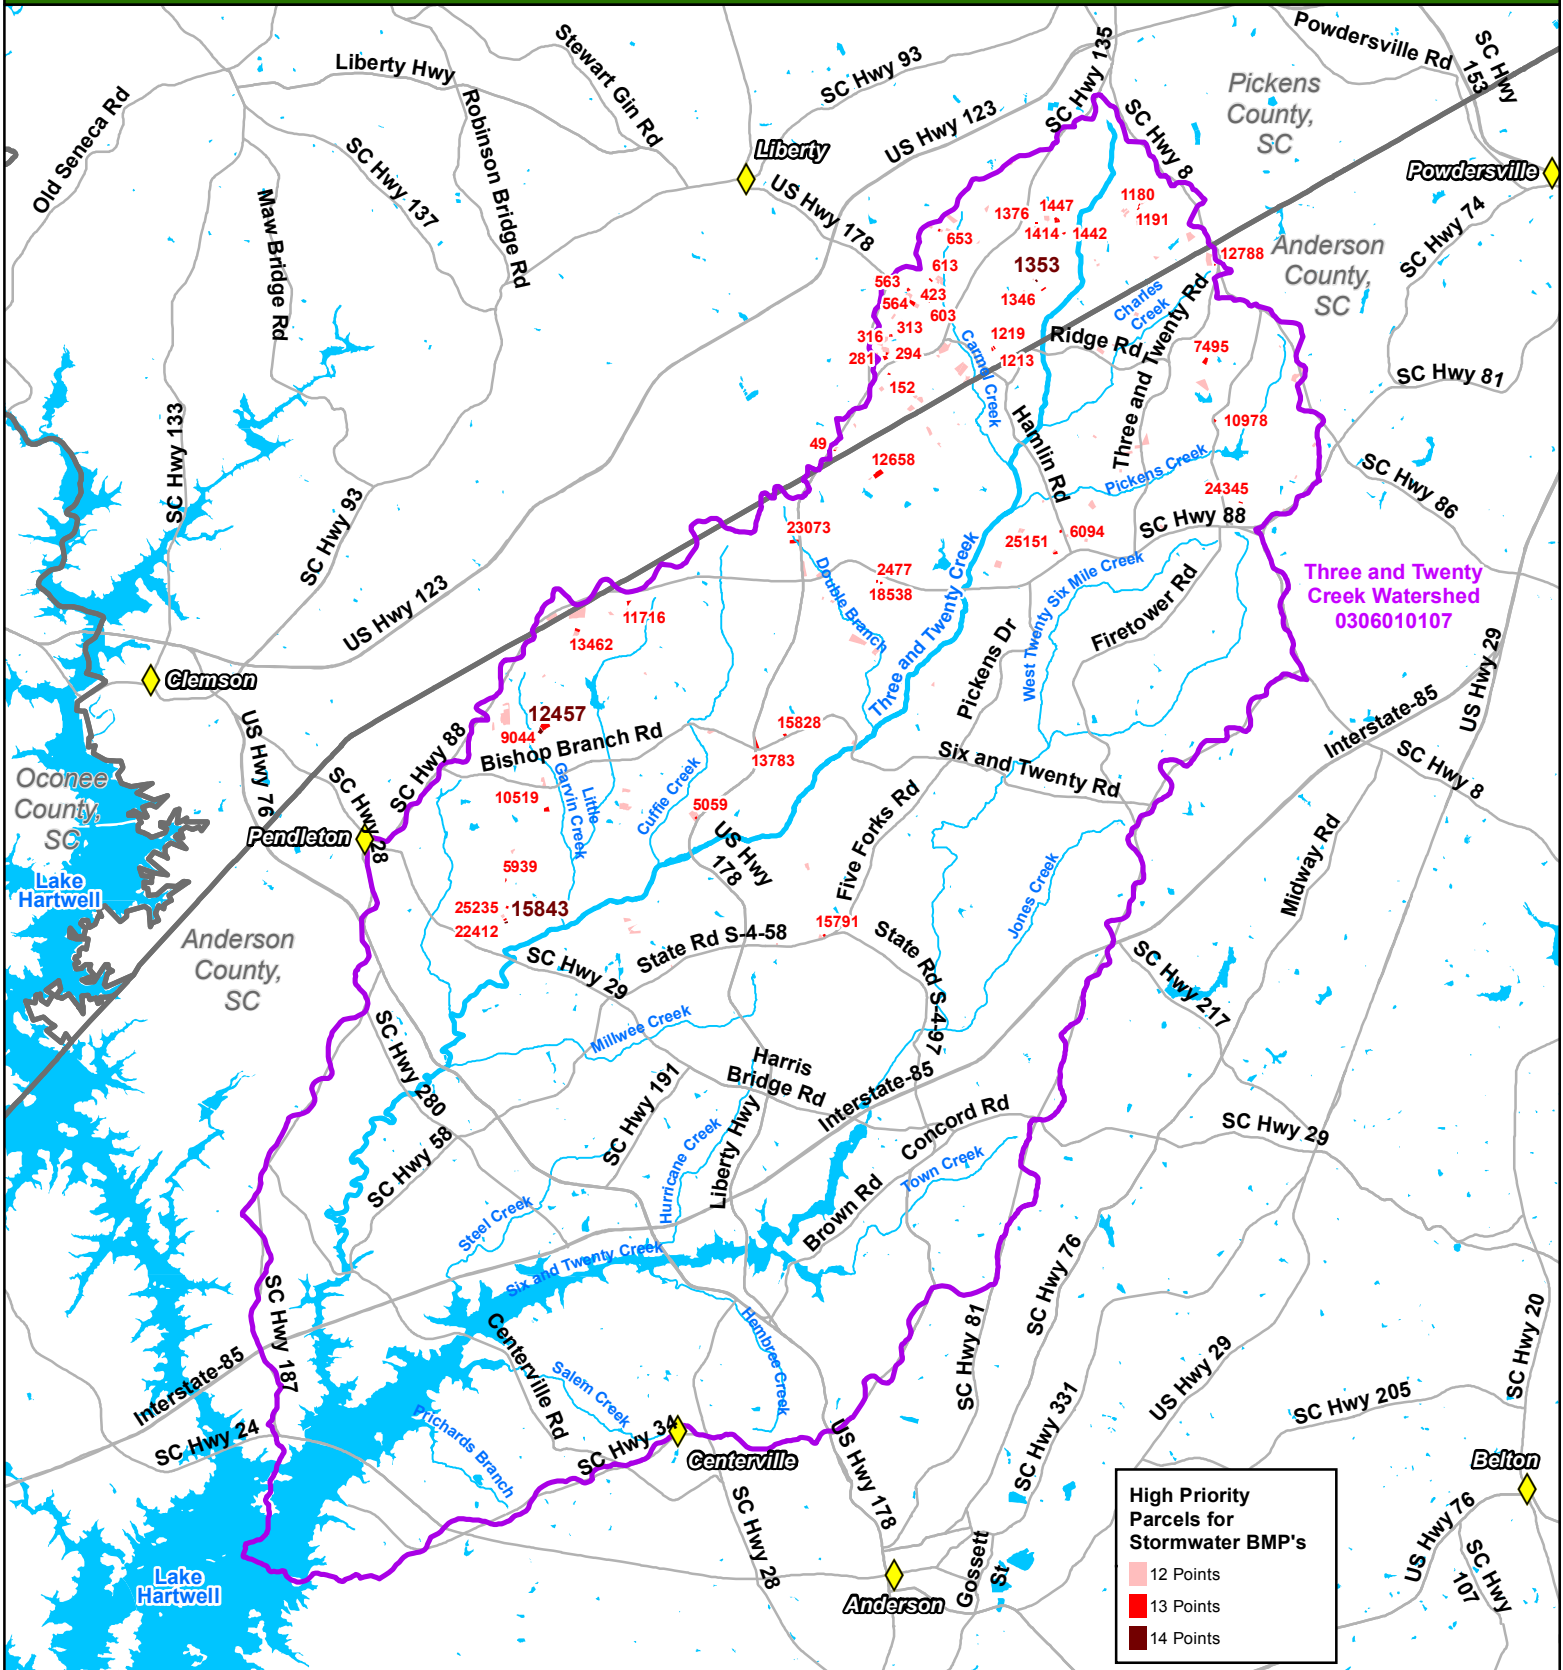 Powdersville Rd
SC Hwy
153
Stewart Gin Rd
SC Hwy 135
Liberty Hwy
SC Hwy 93
Pickens
County,
SC
Old Seneca Rd
Robinson Bridge Rd
US Hwy 123
SC Hwy 8
SC Hwy 137
Liberty
Powdersville
US Hwy 178
Maw Bridge Rd
SC Hwy 74
1180
1191
1376
1447
1414
1442
653
Anderson
County,
SC
12788
613
1353
563
423
564
1346
603
Charles
Creek
313
316
294
281
1219
1213
Ridge Rd
Three and Twenty Rd
7495
Carmel Creek
152
SC Hwy 81
SC Hwy 133
Hamlin Rd
10978
49
12658
Pickens Creek
SC Hwy 86
24345
SC Hwy 93
23073
25151
6094
SC Hwy 88
Double Branch
2477
18538
Three and Twenty Creek
West Twenty Six Mile Creek
Three and Twenty
Creek Watershed
0306010107
US Hwy 123
11716
13462
Firetower Rd
Pickens Dr
US Hwy 29
Clemson
12457
9044
15828
13783
Bishop Branch Rd
SC Hwy 88
US Hwy 76
Interstate-85
Six and Twenty Rd
SC Hwy 8
Oconee
County,
SC
SC Hwy 28
10519
Garvin Creek
Little
Cuffie Creek
5059
US Hwy
178
Five Forks Rd
Pendleton
Midway Rd
Lake
Hartwell
5939
Jones Creek
25235
15843
22412
15791
Anderson
County,
SC
SC Hwy 29
State Rd S-4-58
State Rd S-4-97
SC Hwy 217
SC Hwy 280
Millwee Creek
Harris
Bridge Rd
Interstate-85
SC Hwy 191
Concord Rd
SC Hwy 29
SC Hwy 58
Hurricane Creek
Liberty Hwy
Town Creek
Brown Rd
Steel Creek
Six and Twenty Creek
SC Hwy 76
SC Hwy 187
Centerville Rd
Hembree Creek
SC Hwy 81
SC Hwy 20
Interstate-85
Salem Creek
US Hwy 29
SC Hwy 205
SC Hwy 331
Prichards Branch
SC Hwy 24
SC Hwy 34
Centerville
US Hwy 178
Belton
SC Hwy 28
High Priority
Parcels for
Stormwater BMP's
12 Points
13 Points
14 Points
US Hwy 76
SC Hwy
107
Gossett
St
Lake
Hartwell
Anderson